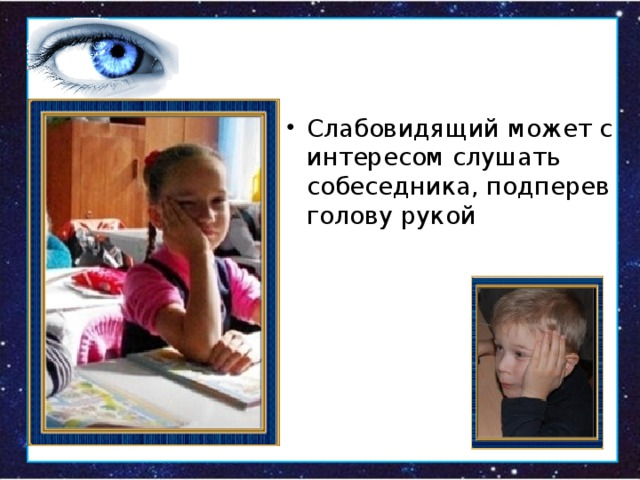 • Слабовидящий может с
интересом слушать
собеседника, подперев
голову рукой